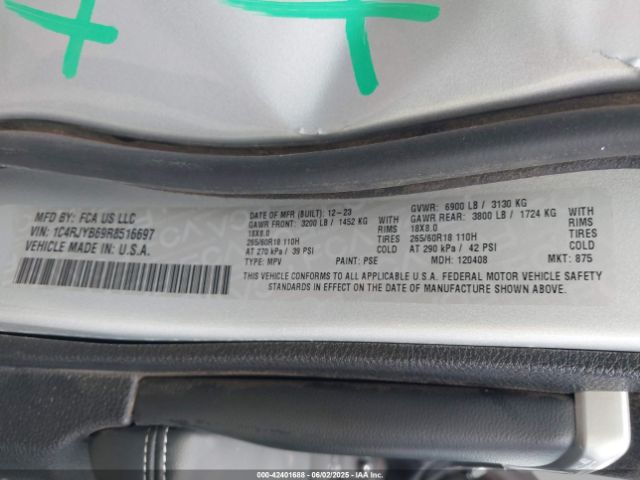 MFD BY: FCA US LLC
VIN: 1C4RJYB69R8516697
VEHICLE MADE IN: U.S.A.
DATE OF MFR (BUILT): 12-23
GAWR FRONT: 3200 LB / 1452 KG WITH
18X8.0 RIMS
265/60R18 110H TIRES
AT 270 kPa / 39 PSI COLD
TYPE: MPV PAINT: PSE
GVWR: 6900 LB / 3130 KG
GAWR REAR: 3800 LB / 1724 KG WITH
18X8.0 RIMS
265/60R18 110H TIRES
AT 290 kPa / 42 PSI COLD
MDH: 120408 MKT: 875
THIS VEHICLE CONFORMS TO ALL APPLICABLE U.S.A. FEDERAL MOTOR VEHICLE SAFETY
STANDARDS IN EFFECT ON THE DATE OF MANUFACTURE SHOWN ABOVE.
000-42401688 06/02/2025 IAAI.COM